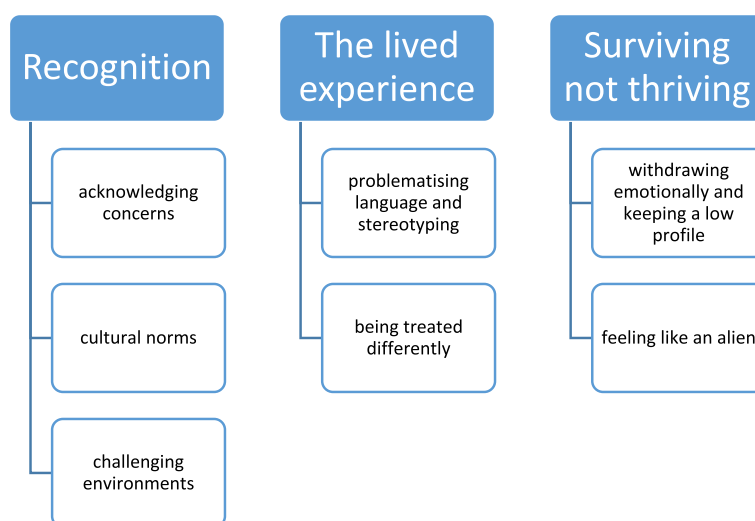 Recognition
acknowledging
concerns
cultural norms
challenging
environments
The lived
experience
problematising
language and
stereotyping
being treated
differently
Surviving
not thriving
withdrawing
emotionally and
keeping a low
profile
feeling like an alien